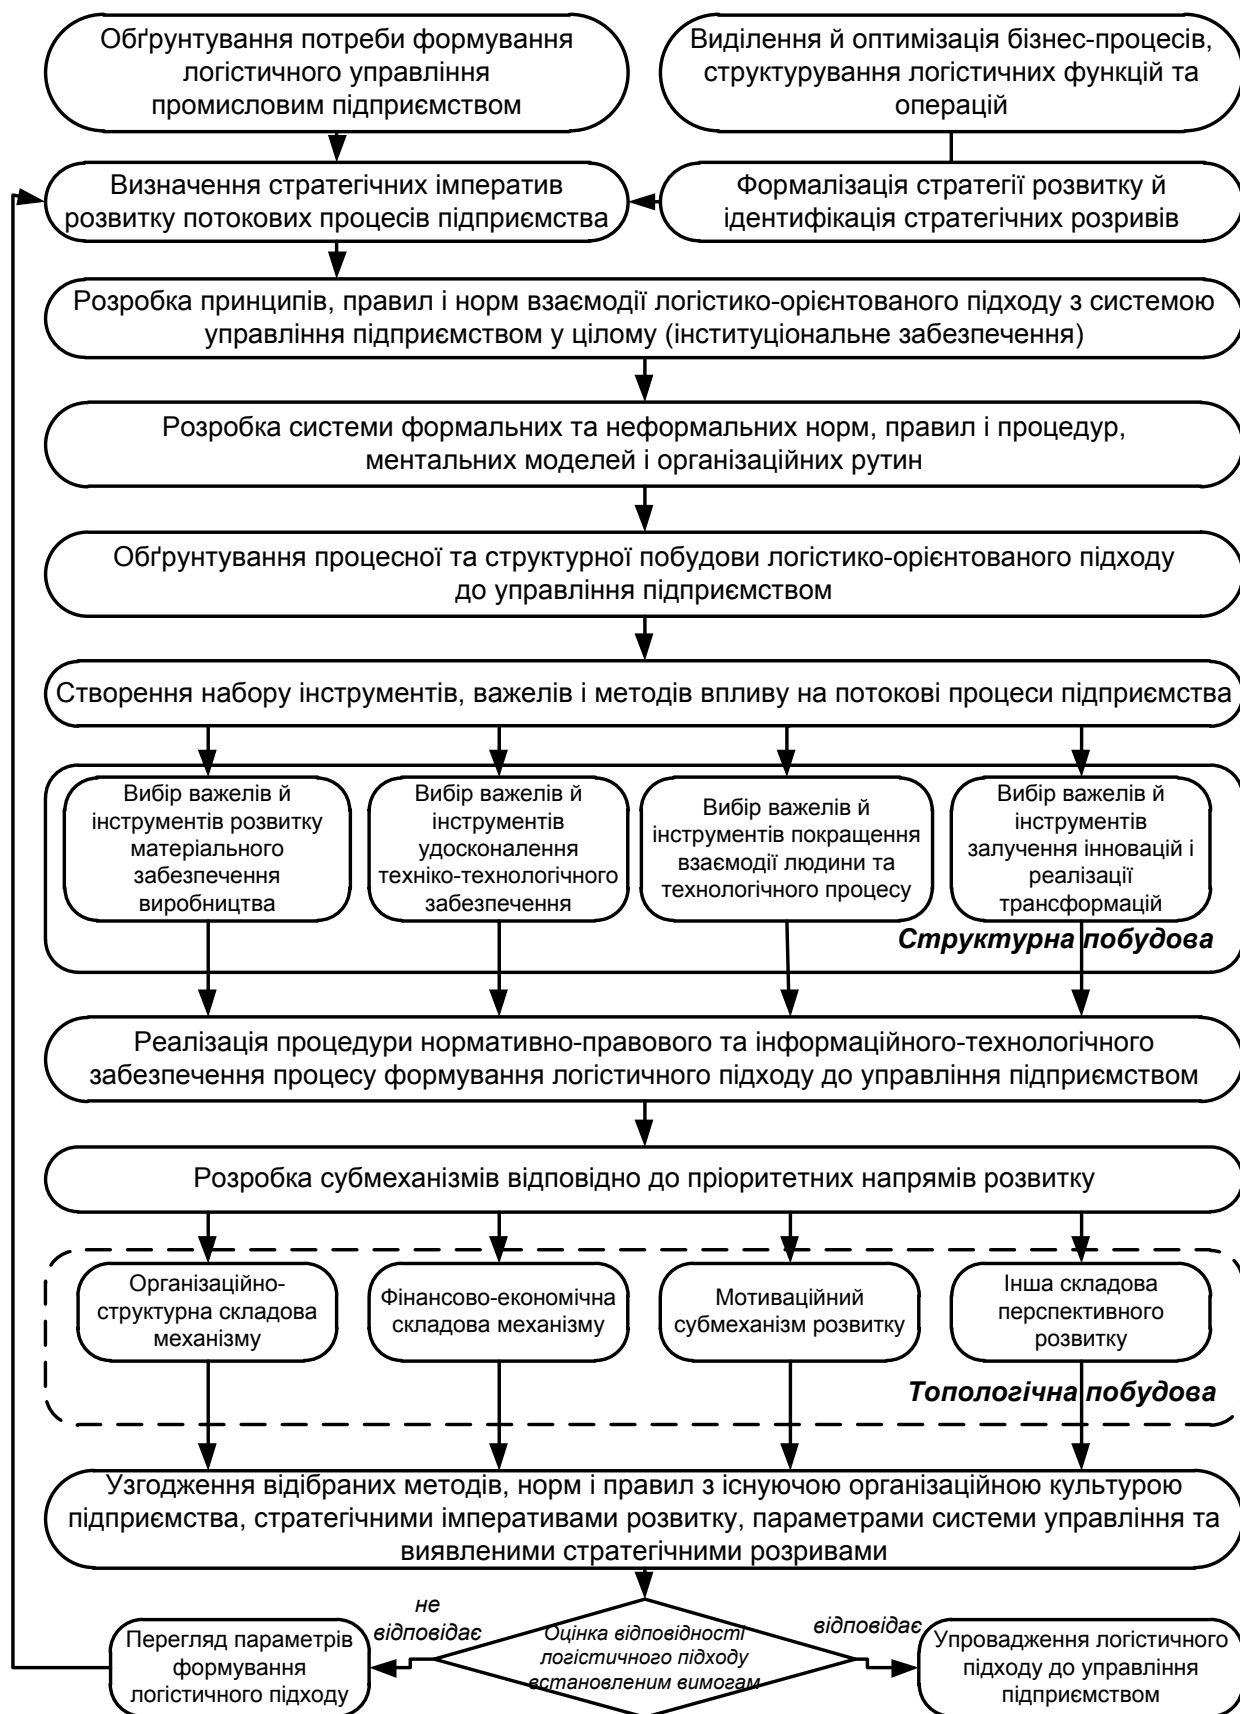 Обґрунтування потреби формування
логістичного управління
промисловим підприємством
Виділення й оптимізація бізнес-процесів,
структурування логістичних функцій та
операцій
Визначення стратегічних імператив
розвитку потокових процесів підприємства
Формалізація стратегії розвитку й
ідентифікація стратегічних розривів
Розробка принципів, правил і норм взаємодії логістико-орієнтованого підходу з системою
управління підприємством у цілому (інституціональне забезпечення)
Розробка системи формальних та неформальних норм, правил і процедур,
ментальних моделей і організаційних рутин
Обґрунтування процесної та структурної побудови логістико-орієнтованого підходу
до управління підприємством
Створення набору інструментів, важелів і методів впливу на потокові процеси підприємства
Вибір важелів й
інструментів розвитку
матеріального
забезпечення
виробництва
Вибір важелів й
інструментів
удосконалення
техніко-технологічного
забезпечення
Вибір важелів й
інструментів покращення
взаємодії людини та
технологічного процесу
Вибір важелів й
інструментів
залучення інновацій і
реалізації
трансформацій
Структурна побудова
Реалізація процедури нормативно-правового та інформаційного-технологічного
забезпечення процесу формування логістичного підходу до управління підприємством
Розробка субмеханізмів відповідно до пріоритетних напрямів розвитку
Організаційно-
структурна складова
механізму
Фінансово-економічна
складова механізму
Мотиваційний
субмеханізм розвитку
Інша складова
перспективного
розвитку
Топологічна побудова
Узгодження відібраних методів, норм і правил з існуючою організаційною культурою
підприємства, стратегічними імперативами розвитку, параметрами системи управління та
виявленими стратегічними розривами
не
відповідає
відповідає
Перегляд параметрів
формування
логістичного підходу
Оцінка відповідності
логістичного підходу
встановленим вимогам
Упровадження логістичного
підходу до управління
підприємством